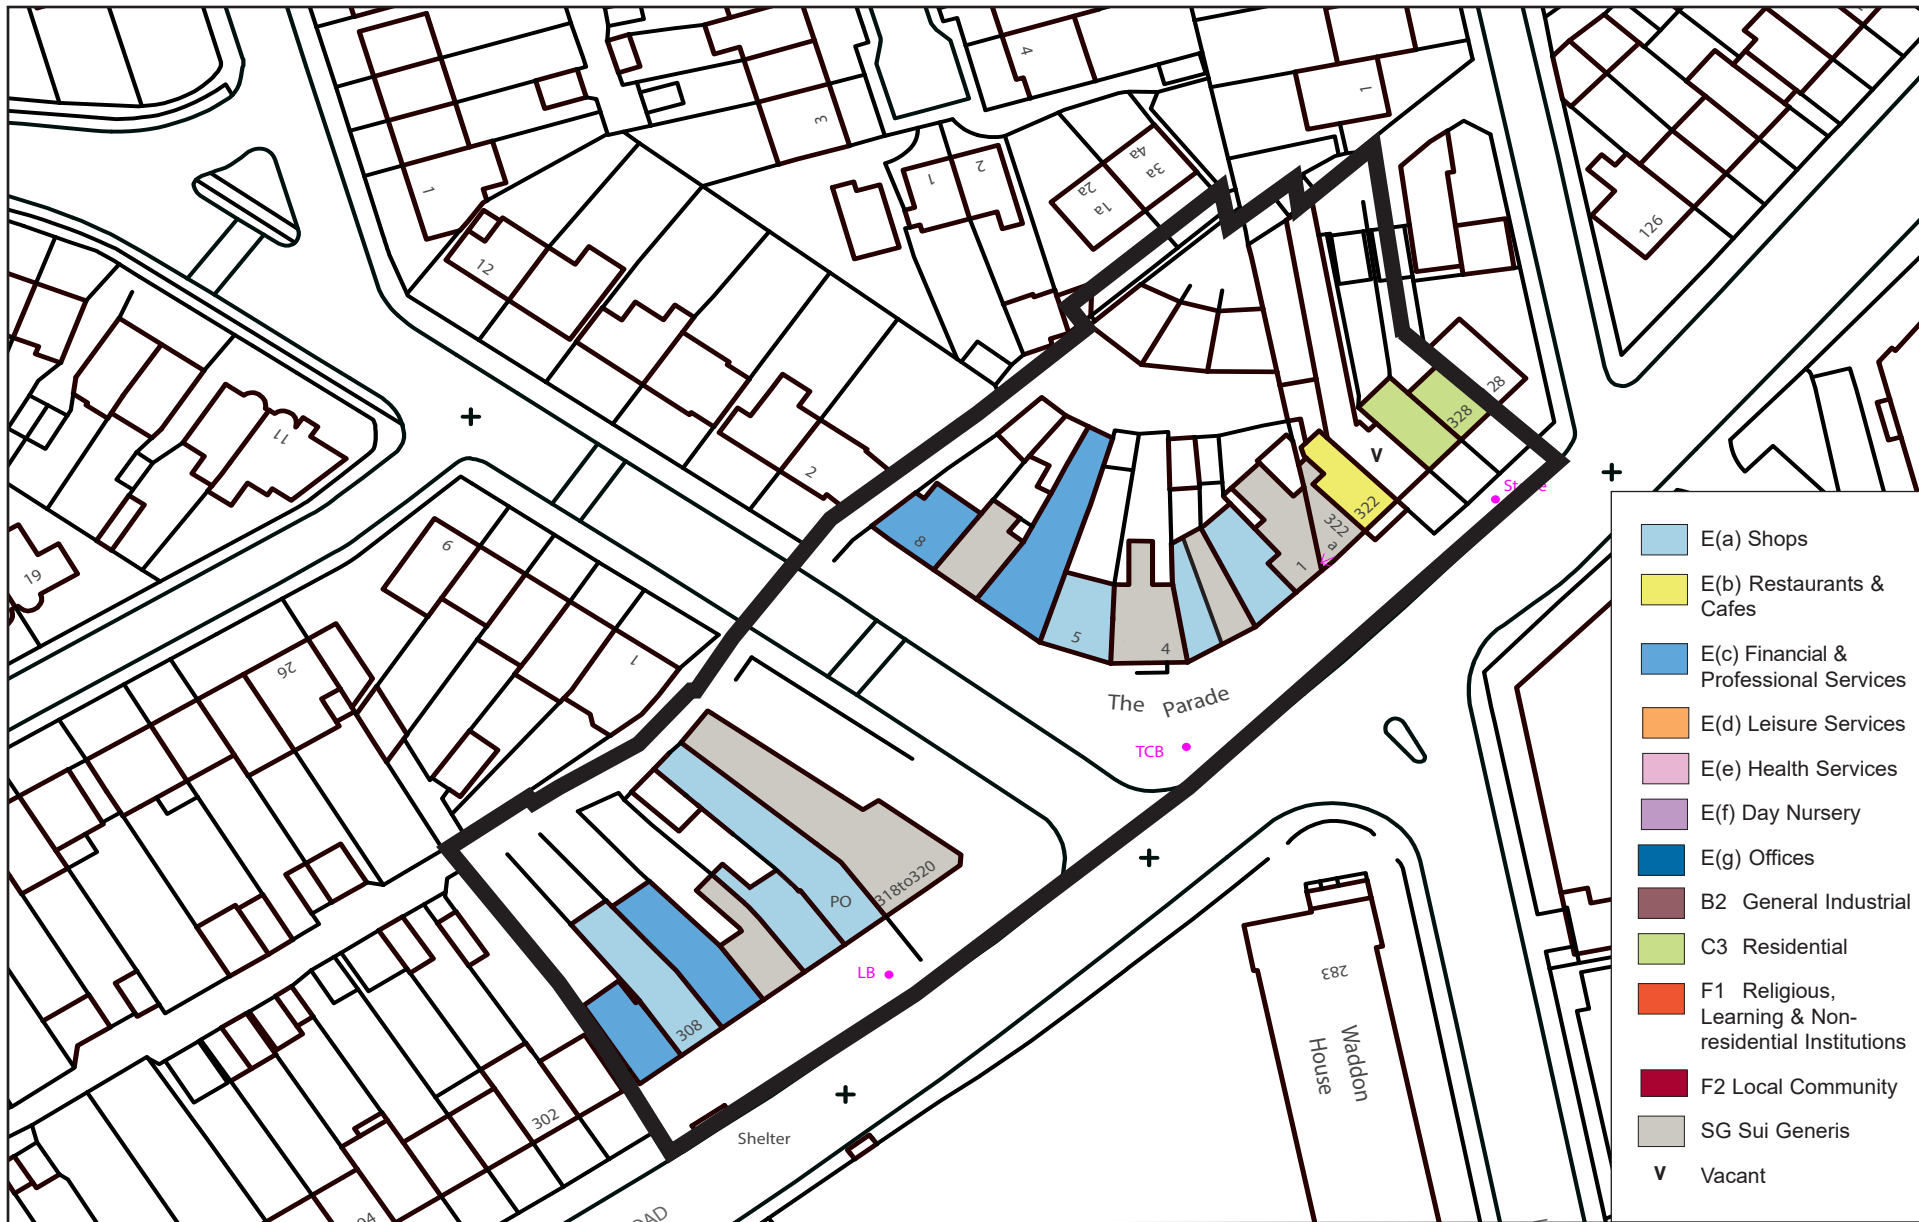 4
1
3
1
1
2
4a
3a
2a
1a
126
12
11
2
28
328
V
322
Store
322
a
1
8
5
4
6
19
1
26
The Parade
TCB
318to320
PO
LB
308
302
Shelter
283
Waddon
House
E(a) Shops
E(b) Restaurants &
Cafes
E(c) Financial &
Professional Services
E(d) Leisure Services
E(e) Health Services
E(f) Day Nursery
E(g) Offices
B2 General Industrial
C3 Residential
F1 Religious,
Learning & Non-
residential Institutions
F2 Local Community
SG Sui Generis
V Vacant